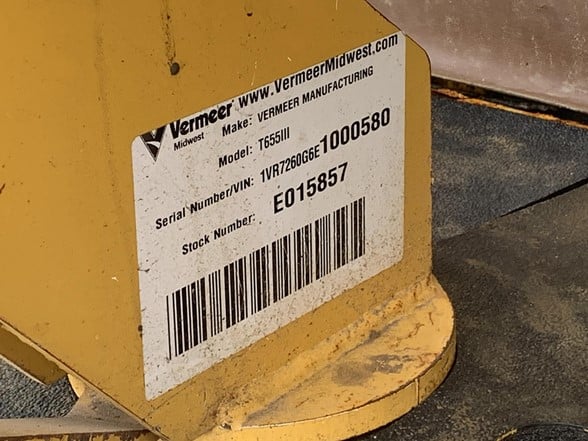 Vermeer www.VermeerMidwest.com
Midwest
Make: VERMEER MANUFACTURING
Model: T655III
Serial Number/VIN: 1VR7260G6E1000580
Stock Number: E015857